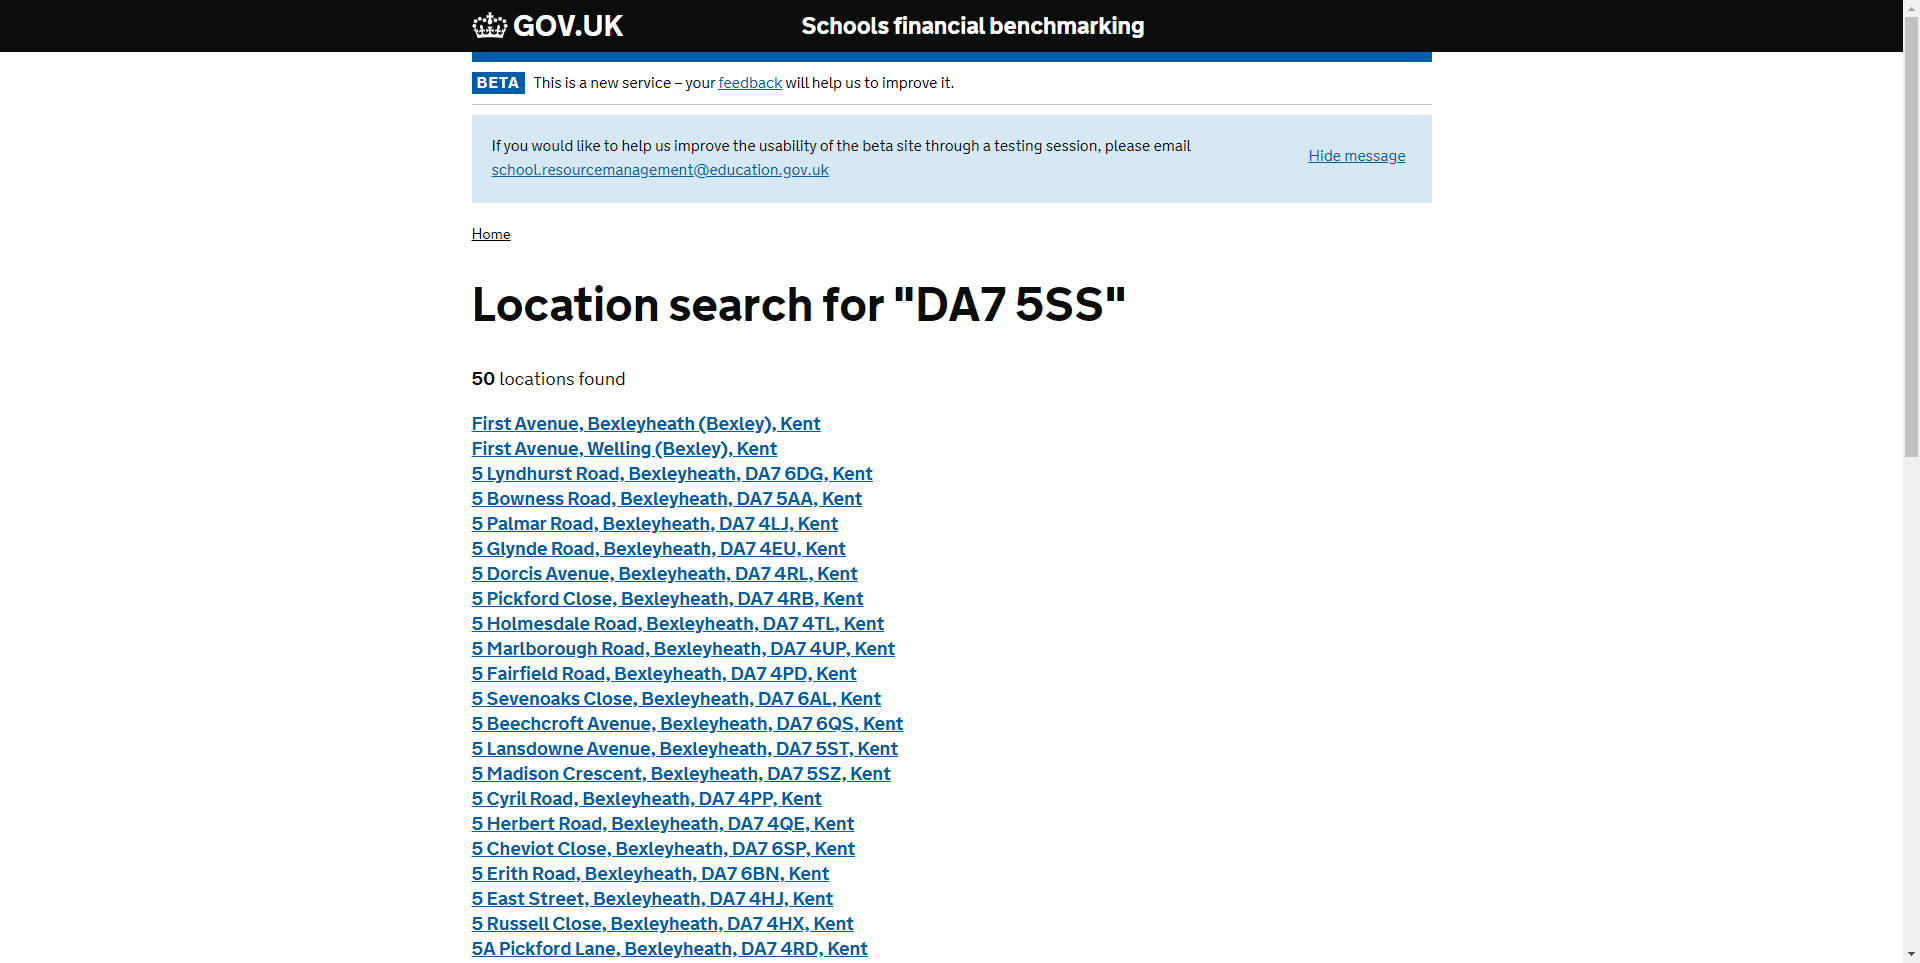 GOV.UK Schools financial benchmarking
BETA This is a new service – your feedback will help us to improve it.
If you would like to help us improve the usability of the beta site through a testing session, please email
school.resourcemanagement@education.gov.uk
Hide message
Home
Location search for "DA7 5SS"
50 locations found
First Avenue, Bexleyheath (Bexley), Kent
First Avenue, Welling (Bexley), Kent
5 Lyndhurst Road, Bexleyheath, DA7 6DG, Kent
5 Bowness Road, Bexleyheath, DA7 5AA, Kent
5 Palmar Road, Bexleyheath, DA7 4LJ, Kent
5 Glynde Road, Bexleyheath, DA7 4EU, Kent
5 Dorcis Avenue, Bexleyheath, DA7 4RL, Kent
5 Pickford Close, Bexleyheath, DA7 4RB, Kent
5 Holmesdale Road, Bexleyheath, DA7 4TL, Kent
5 Marlborough Road, Bexleyheath, DA7 4UP, Kent
5 Fairfield Road, Bexleyheath, DA7 4PD, Kent
5 Sevenoaks Close, Bexleyheath, DA7 6AL, Kent
5 Beechcroft Avenue, Bexleyheath, DA7 6QS, Kent
5 Lansdowne Avenue, Bexleyheath, DA7 5ST, Kent
5 Madison Crescent, Bexleyheath, DA7 5SZ, Kent
5 Cyril Road, Bexleyheath, DA7 4PP, Kent
5 Herbert Road, Bexleyheath, DA7 4QE, Kent
5 Cheviot Close, Bexleyheath, DA7 6SP, Kent
5 Erith Road, Bexleyheath, DA7 6BN, Kent
5 East Street, Bexleyheath, DA7 4HJ, Kent
5 Russell Close, Bexleyheath, DA7 4HX, Kent
5A Pickford Lane, Bexleyheath, DA7 4RD, Kent